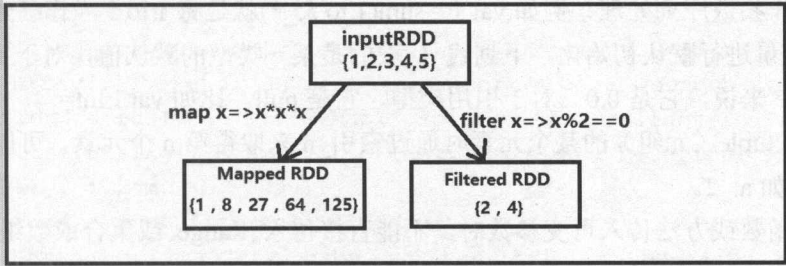 inputRDD
{1,2,3,4,5}
map x=>x*x*x
filter x=>x%2==0
Mapped RDD
{1 , 8 , 27 , 64 , 125}
Filtered RDD
{2 , 4}